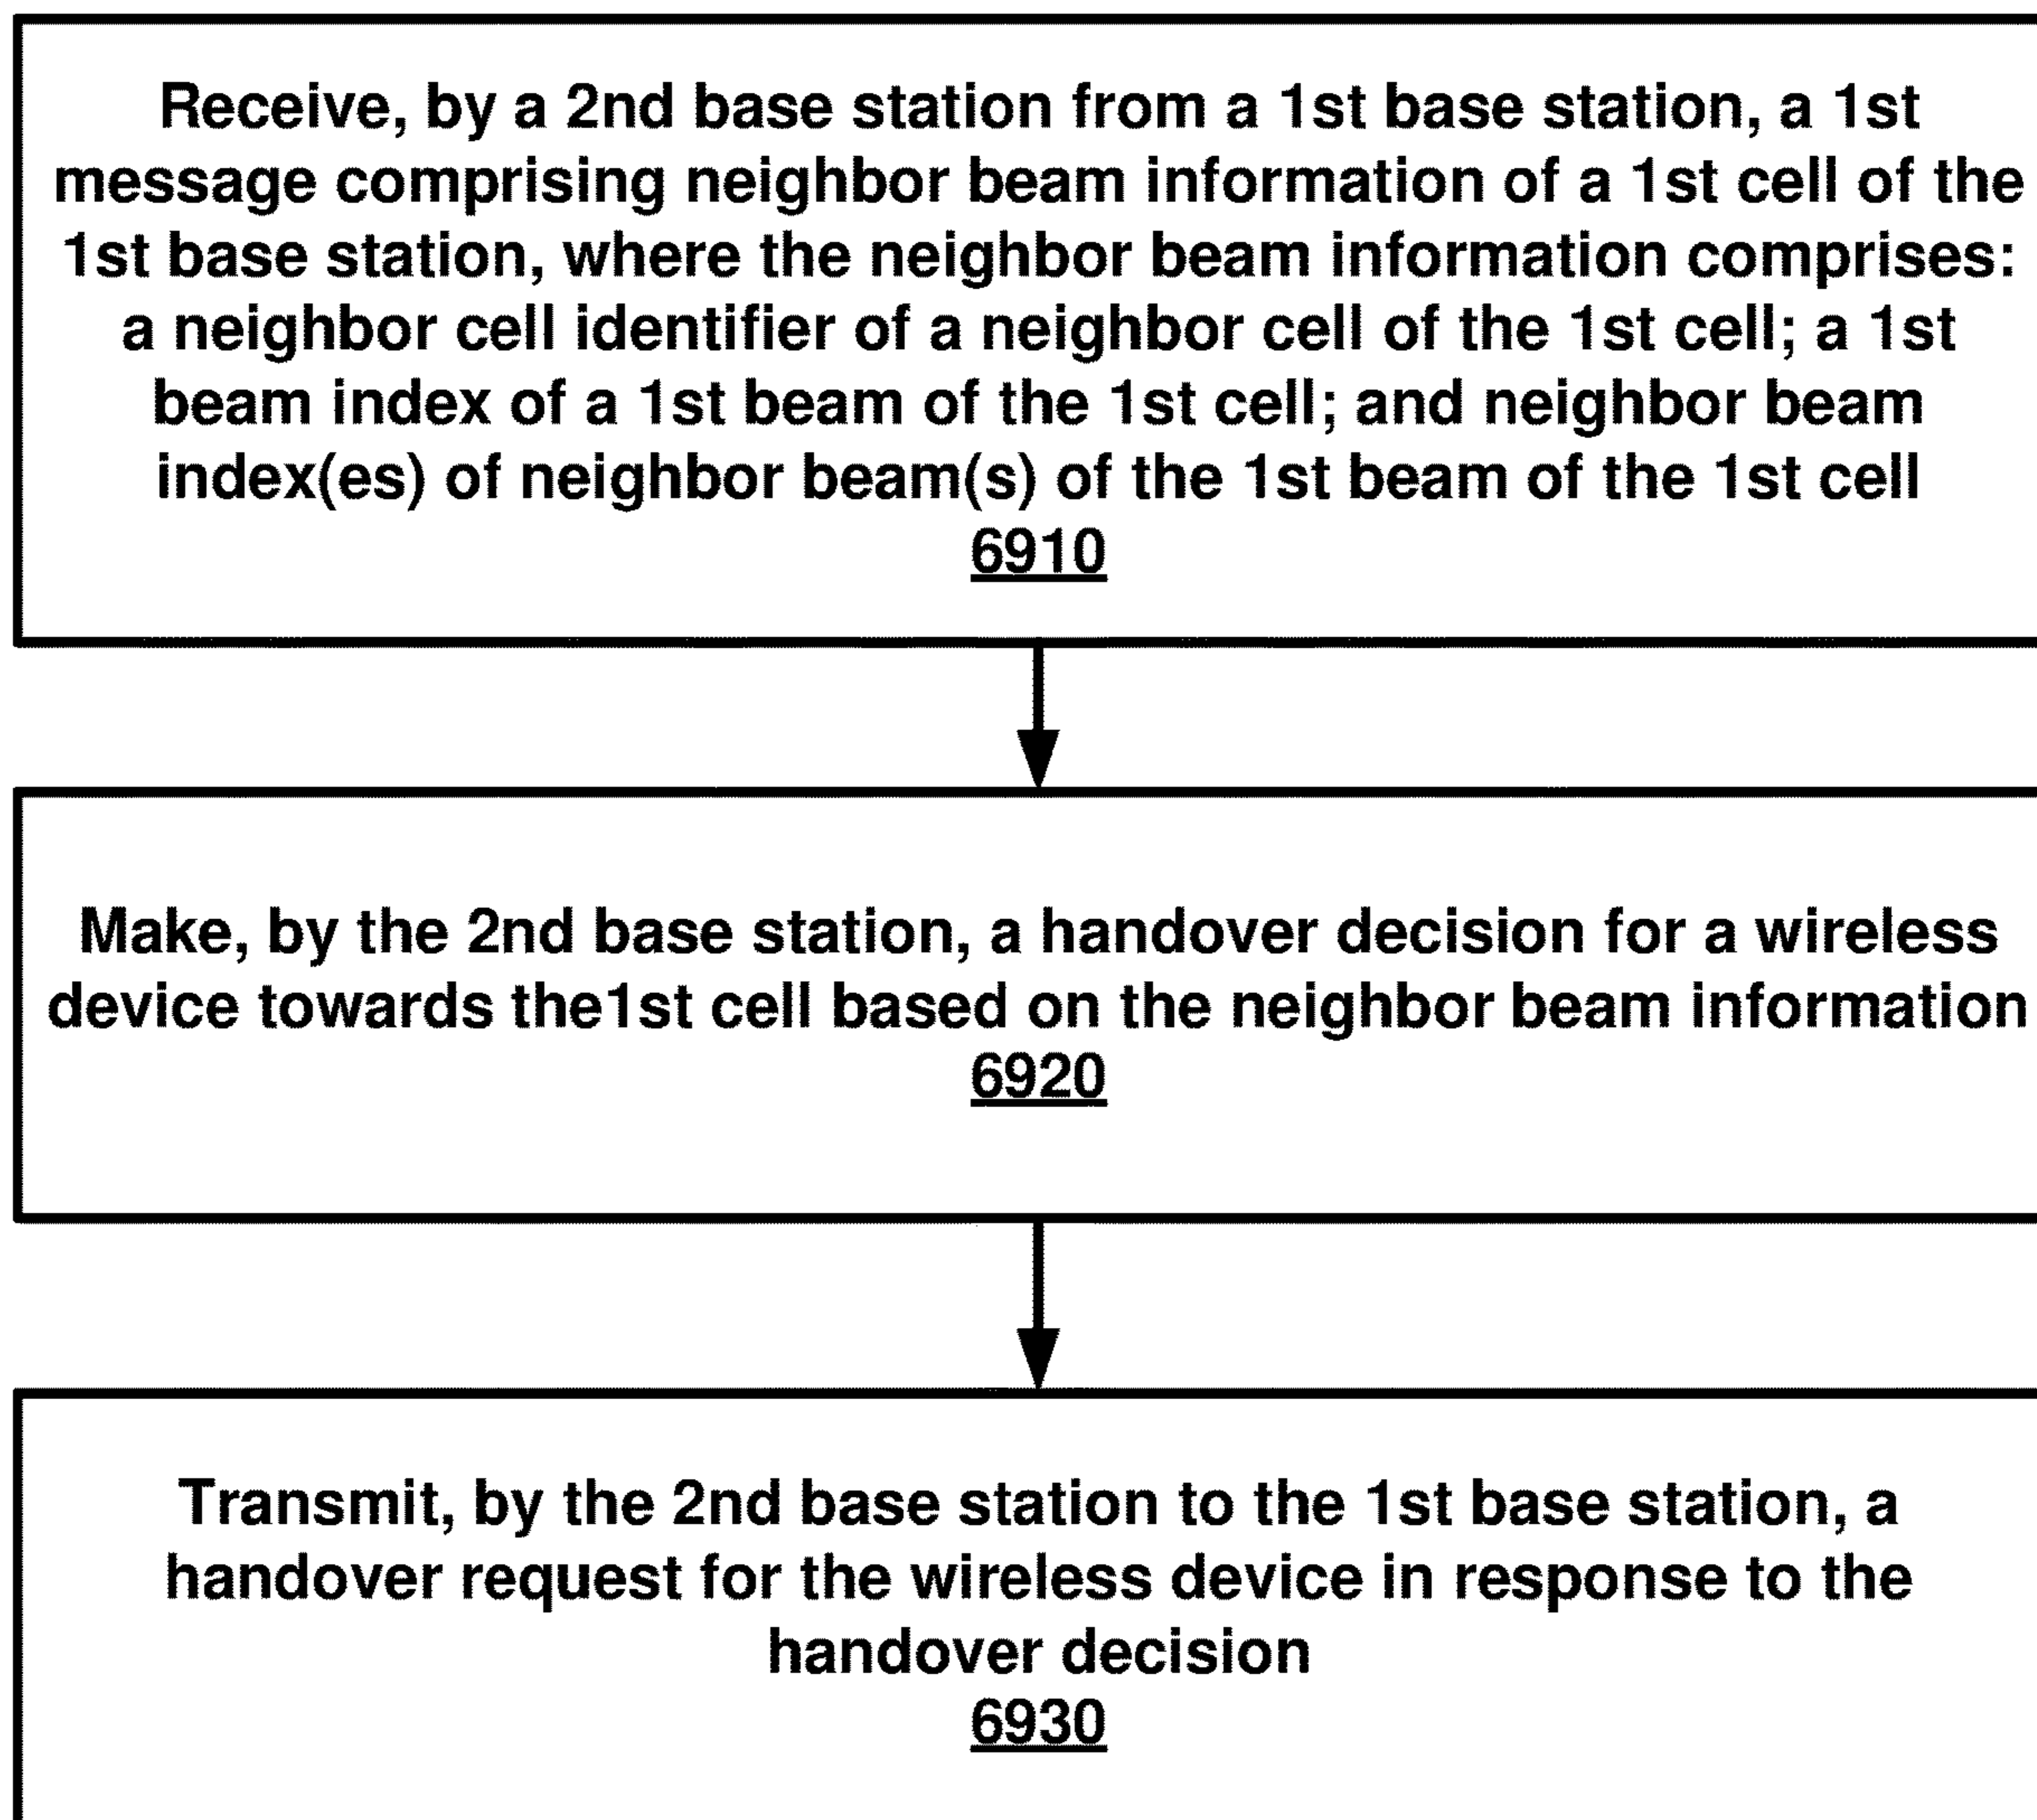 Receive, by a 2nd base station from a 1st base station, a 1st
message comprising neighbor beam information of a 1st cell of the
1st base station, where the neighbor beam information comprises:
a neighbor cell identifier of a neighbor cell of the 1st cell; a 1st
beam index of a 1st beam of the 1st cell; and neighbor beam
index(es) of neighbor beam(s) of the 1st beam of the 1st cell
6910
Make, by the 2nd base station, a handover decision for a wireless
device towards the1st cell based on the neighbor beam information
6920
Transmit, by the 2nd base station to the 1st base station, a
handover request for the wireless device in response to the
handover decision
6930